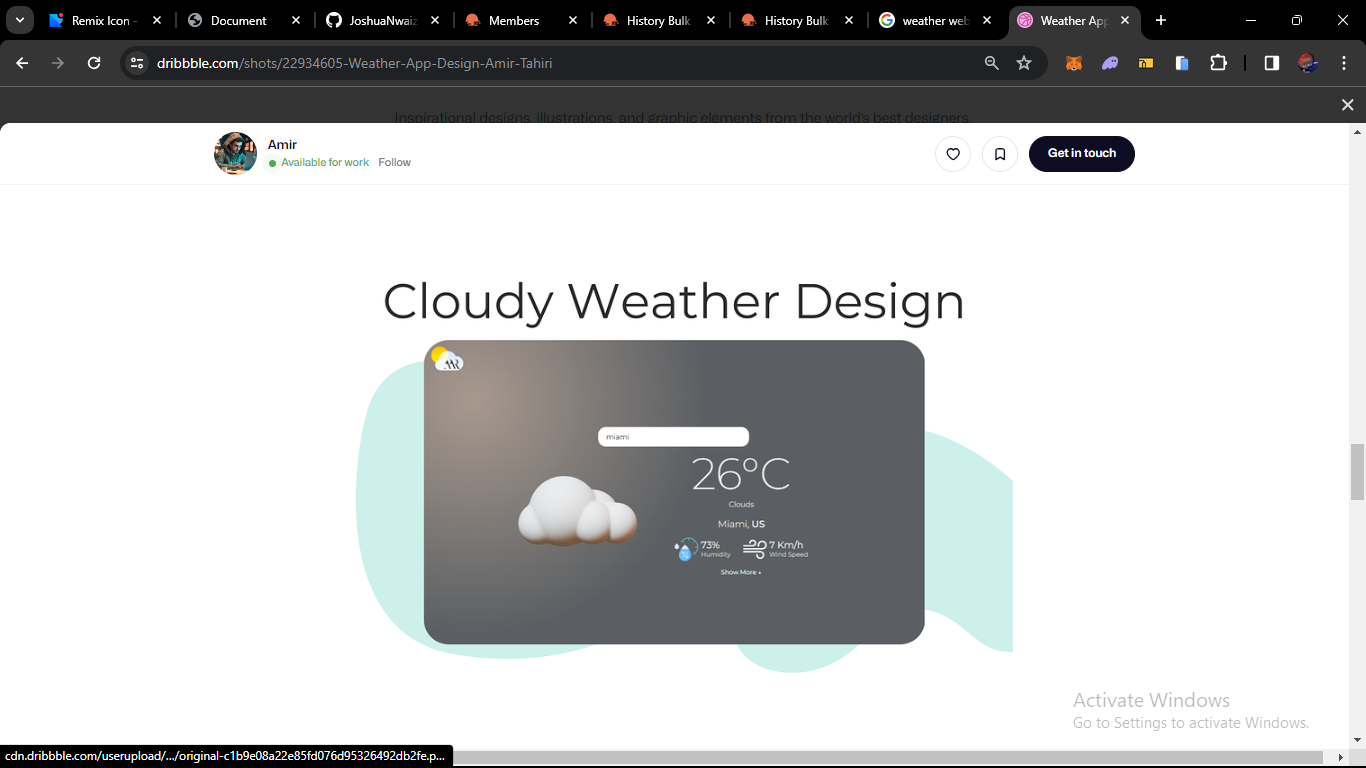 Remix Icon -
Document
JoshuaNwaiz
Members
History Bulk
History Bulk
weather web
Weather App
dribbble.com/shots/22934605-Weather-App-Design-Amir-Tahiri
Inspirational designs, illustrations, and graphic elements from the world's best designers.
Amir
Available for work Follow
Get in touch
Cloudy Weather Design
miami
26°C
Clouds
Miami, US
73%
Humidity
7 Km/h
Wind Speed
Show More
Activate Windows
Go to Settings to activate Windows.
cdn.dribbble.com/userupload/.../original-c1b9e08a22e85fd076d95326492db2fe.p...